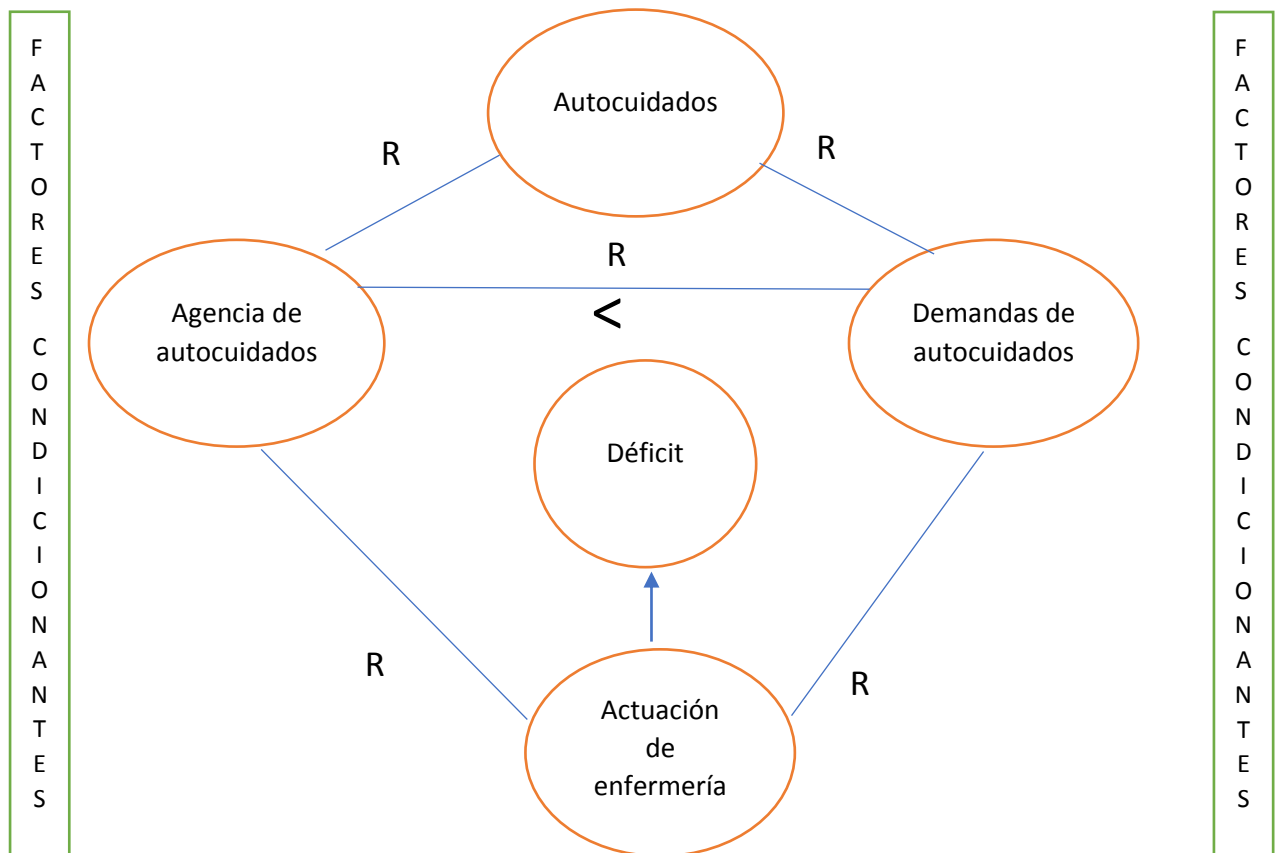 F
A
C
T
O
R
E
S
C
O
N
D
I
C
I
O
N
A
N
T
E
S
Autocuidados
R
R
R
<
Agencia de
autocuidados
Demandas de
autocuidados
Déficit
R
R
Actuación
de
enfermería
F
A
C
T
O
R
E
S
C
O
N
D
I
C
I
O
N
A
N
T
E
S